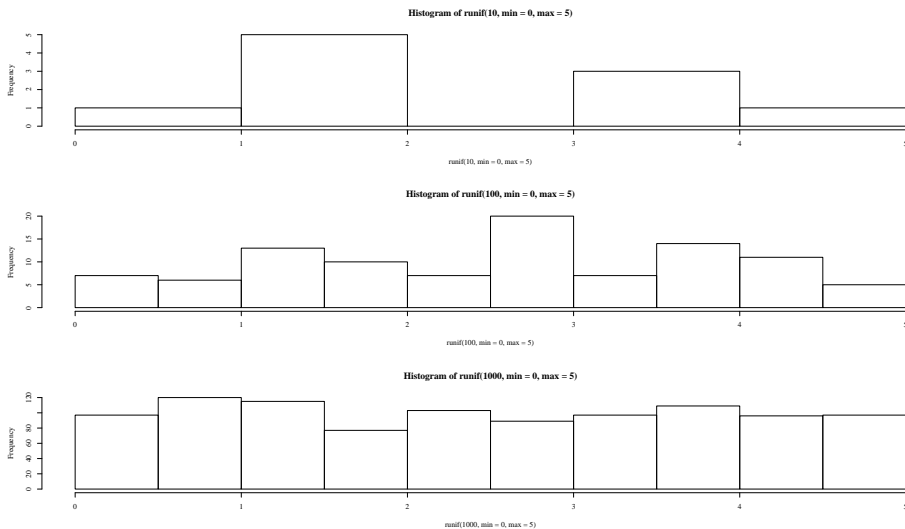 Histogram of runif(10, min = 0, max = 5)
Frequency
5
4
3
2
1
0
0 1 2 3 4 5
runif(10, min = 0, max = 5)
Histogram of runif(100, min = 0, max = 5)
Frequency
20
15
10
5
0
0 1 2 3 4 5
runif(100, min = 0, max = 5)
Histogram of runif(1000, min = 0, max = 5)
Frequency
120
80
60
40
20
0
0 1 2 3 4 5
runif(1000, min = 0, max = 5)